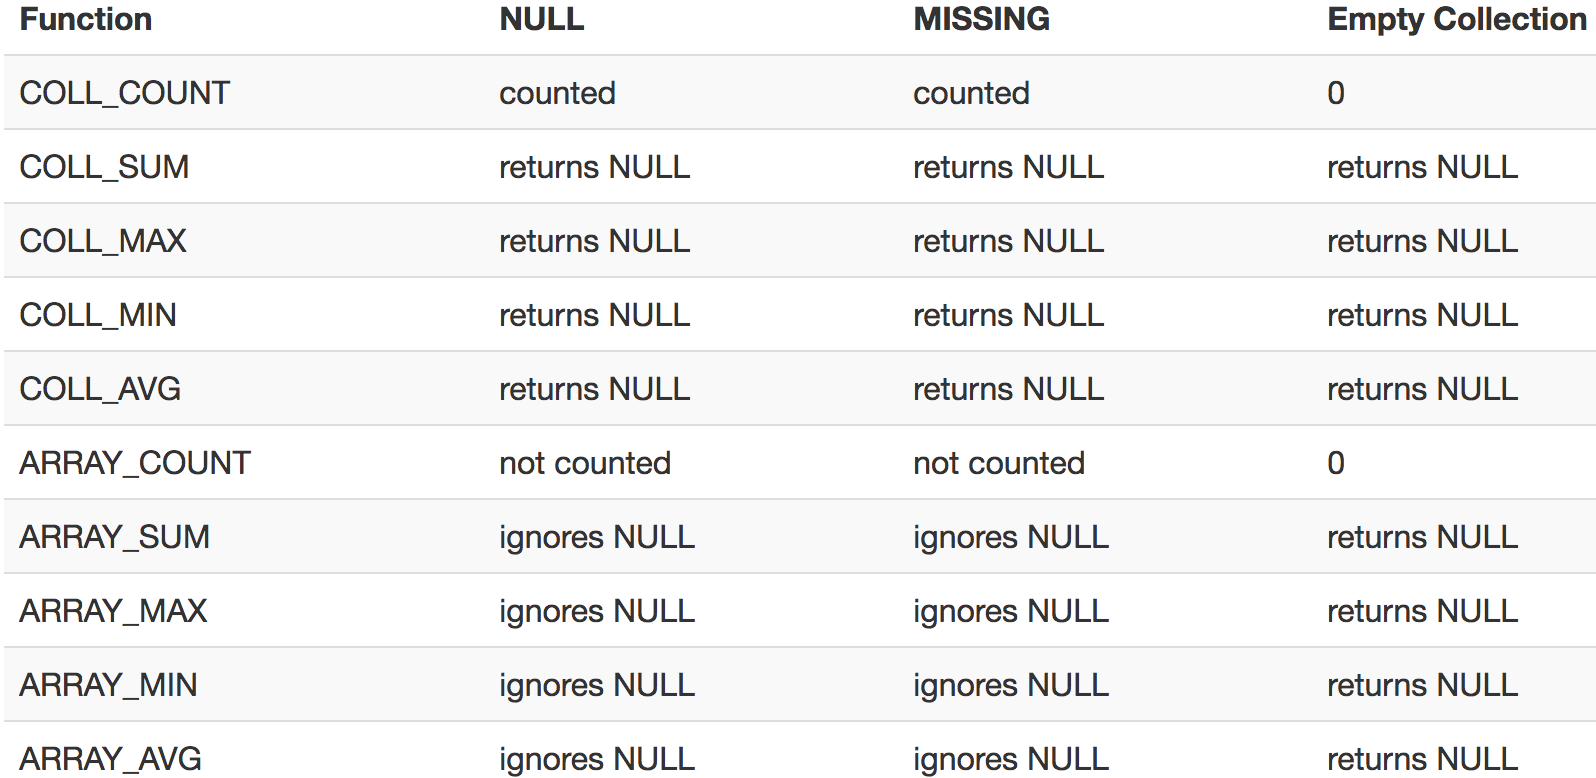 Function NULL MISSING Empty Collection
COLL_COUNT counted counted 0
COLL_SUM returns NULL returns NULL returns NULL
COLL_MAX returns NULL returns NULL returns NULL
COLL_MIN returns NULL returns NULL returns NULL
COLL_AVG returns NULL returns NULL returns NULL
ARRAY_COUNT not counted not counted 0
ARRAY_SUM ignores NULL ignores NULL returns NULL
ARRAY_MAX ignores NULL ignores NULL returns NULL
ARRAY_MIN ignores NULL ignores NULL returns NULL
ARRAY_AVG ignores NULL ignores NULL returns NULL